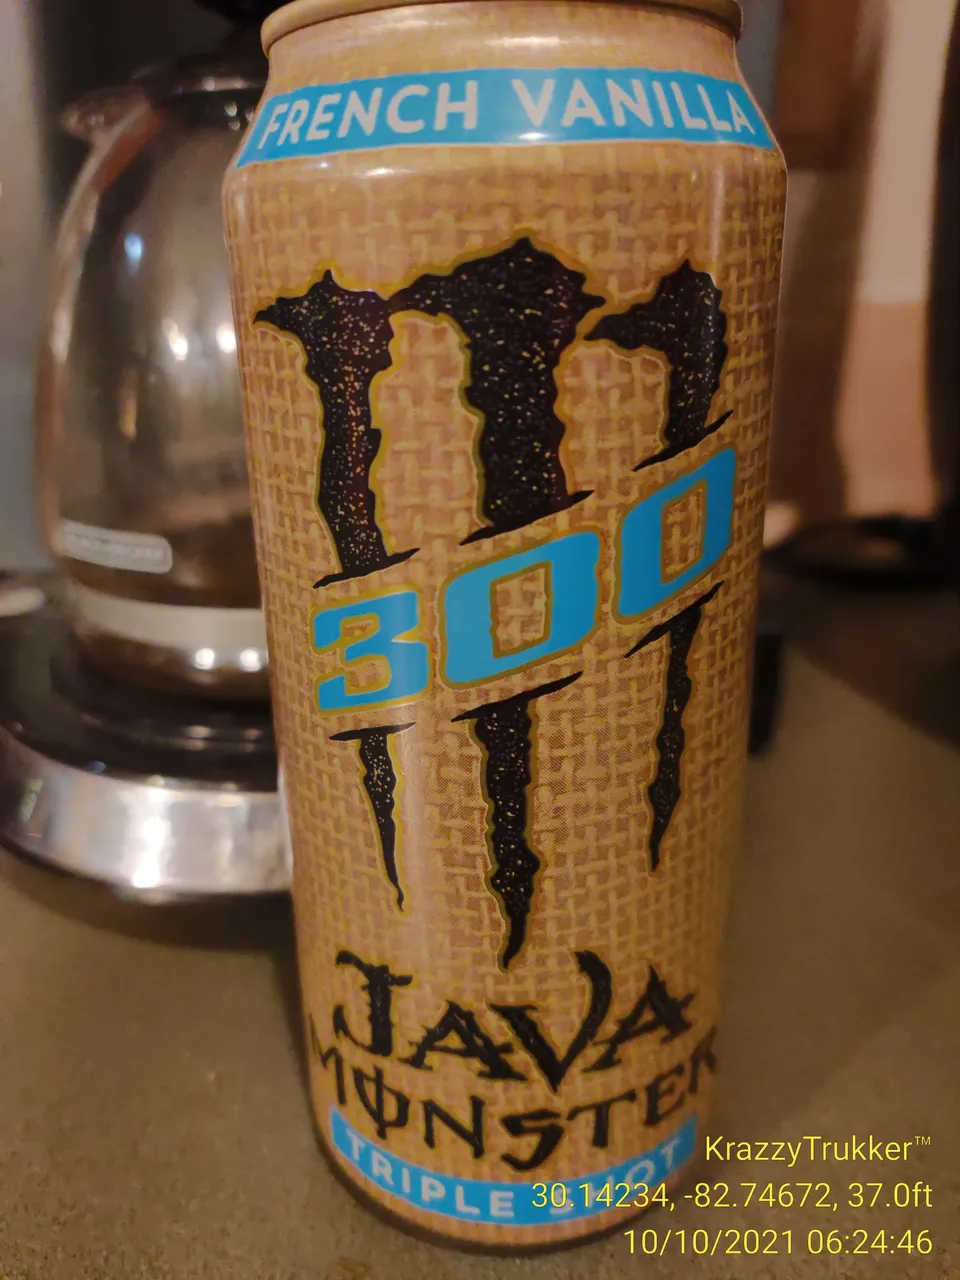 FRENCH VANILLA
300
JAVA
MONSTER
TRIPLE SHOT
KrazzyTrukker™
30.14234, -82.74672, 37.0ft
10/10/2021 06:24:46